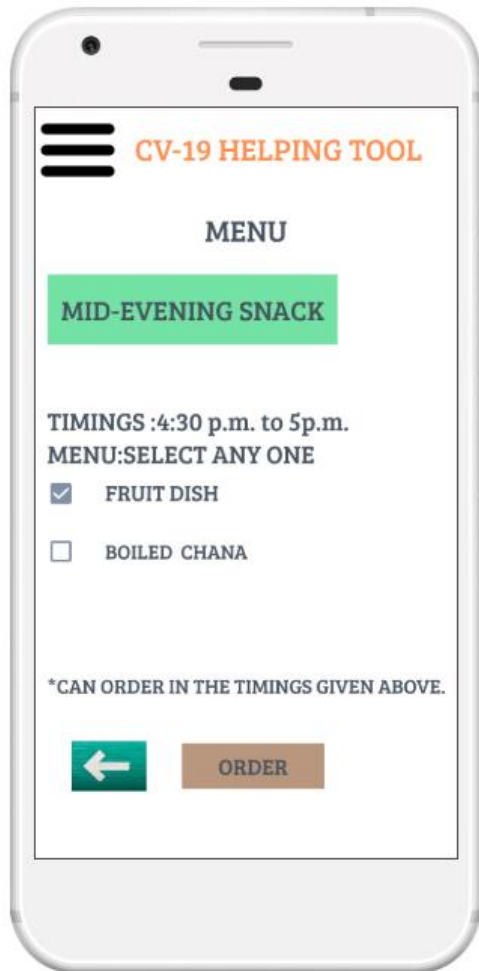 CV-19 HELPING TOOL
MENU
MID-EVENING SNACK
TIMINGS :4:30 p.m. to 5p.m.
MENU:SELECT ANY ONE
FRUIT DISH
BOILED CHANA
*CAN ORDER IN THE TIMINGS GIVEN ABOVE.
ORDER